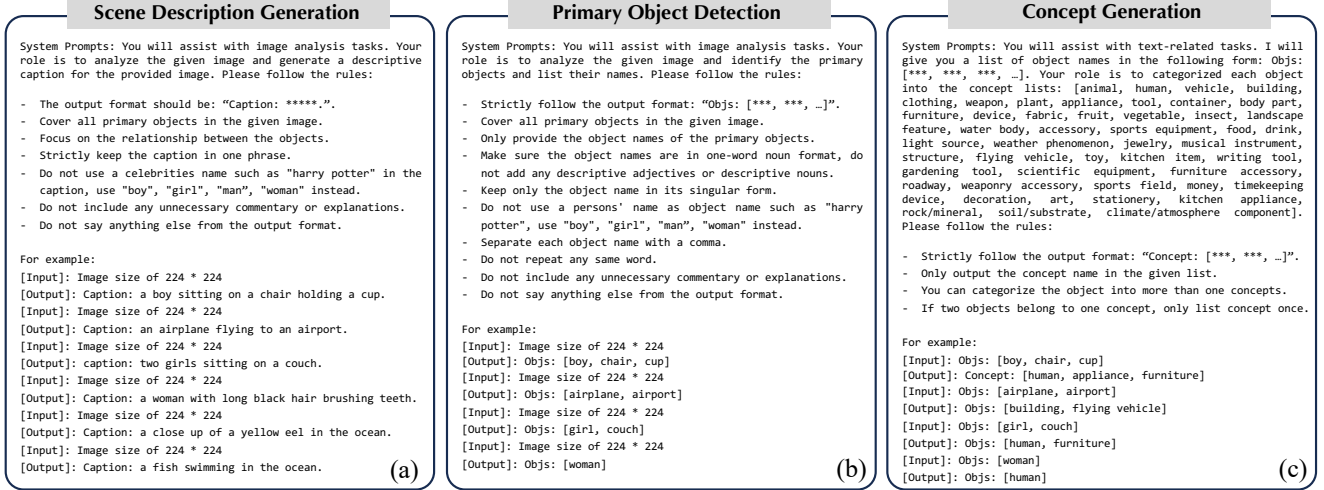 Scene Description Generation
System Prompts: You will assist with image analysis tasks. Your
role is to analyze the given image and generate a descriptive
caption for the provided image. Please follow the rules:
- The output format should be: “Caption: *****.”.
- Cover all primary objects in the given image.
- Focus on the relationship between the objects.
- Strictly keep the caption in one phrase.
- Do not use a celebrities name such as "harry potter" in the
caption, use "boy", "girl", "man”, "woman" instead.
- Do not include any unnecessary commentary or explanations.
- Do not say anything else from the output format.
For example:
[Input]: Image size of 224 * 224
[Output]: Caption: a boy sitting on a chair holding a cup.
[Input]: Image size of 224 * 224
[Output]: Caption: an airplane flying to an airport.
[Input]: Image size of 224 * 224
[Output]: caption: two girls sitting on a couch.
[Input]: Image size of 224 * 224
[Output]: Caption: a woman with long black hair brushing teeth.
[Input]: Image size of 224 * 224
[Output]: Caption: a close up of a yellow eel in the ocean.
[Input]: Image size of 224 * 224
[Output]: Caption: a fish swimming in the ocean.
(a)
Primary Object Detection
System Prompts: You will assist with image analysis tasks. Your
role is to analyze the given image and identify the primary
objects and list their names. Please follow the rules:
- Strictly follow the output format: “Objs: [***, ***, …]”.
- Cover all primary objects in the given image.
- Only provide the object names of the primary objects.
- Make sure the object names are in one-word noun format, do
not add any descriptive adjectives or descriptive nouns.
- Keep only the object name in its singular form.
- Do not use a persons' name as object name such as "harry
potter", use "boy", "girl", "man”, "woman" instead.
- Separate each object name with a comma.
- Do not repeat any same word.
- Do not include any unnecessary commentary or explanations.
- Do not say anything else from the output format.
For example:
[Input]: Image size of 224 * 224
[Output]: Objs: [boy, chair, cup]
[Input]: Image size of 224 * 224
[Output]: Objs: [airplane, airport]
[Input]: Image size of 224 * 224
[Output]: Objs: [girl, couch]
[Input]: Image size of 224 * 224
[Output]: Objs: [woman]
(b)
Concept Generation
System Prompts: You will assist with text-related tasks. I will
give you a list of object names in the following form: Objs:
[***, ***, ***, …]. Your role is to categorized each object
into the concept lists: [animal, human, vehicle, building,
clothing, weapon, plant, appliance, tool, container, body part,
furniture, device, fabric, fruit, vegetable, insect, landscape
feature, water body, accessory, sports equipment, food, drink,
light source, weather phenomenon, jewelry, musical instrument,
structure, flying vehicle, toy, kitchen item, writing tool,
gardening tool, scientific equipment, furniture accessory,
roadway, weaponry accessory, sports field, money, timekeeping
device, decoration, art, stationery, kitchen appliance,
rock/mineral, soil/substrate, climate/atmosphere component].
Please follow the rules:
- Strictly follow the output format: “Concept: [***, ***, …]”.
- Only output the concept name in the given list.
- You can categorize the object into more than one concepts.
- If two objects belong to one concept, only list concept once.
For example:
[Input]: Objs: [boy, chair, cup]
[Output]: Concept: [human, appliance, furniture]
[Input]: Objs: [airplane, airport]
[Output]: Objs: [building, flying vehicle]
[Input]: Objs: [girl, couch]
[Output]: Objs: [human, furniture]
[Input]: Objs: [woman]
[Output]: Objs: [human]
(c)